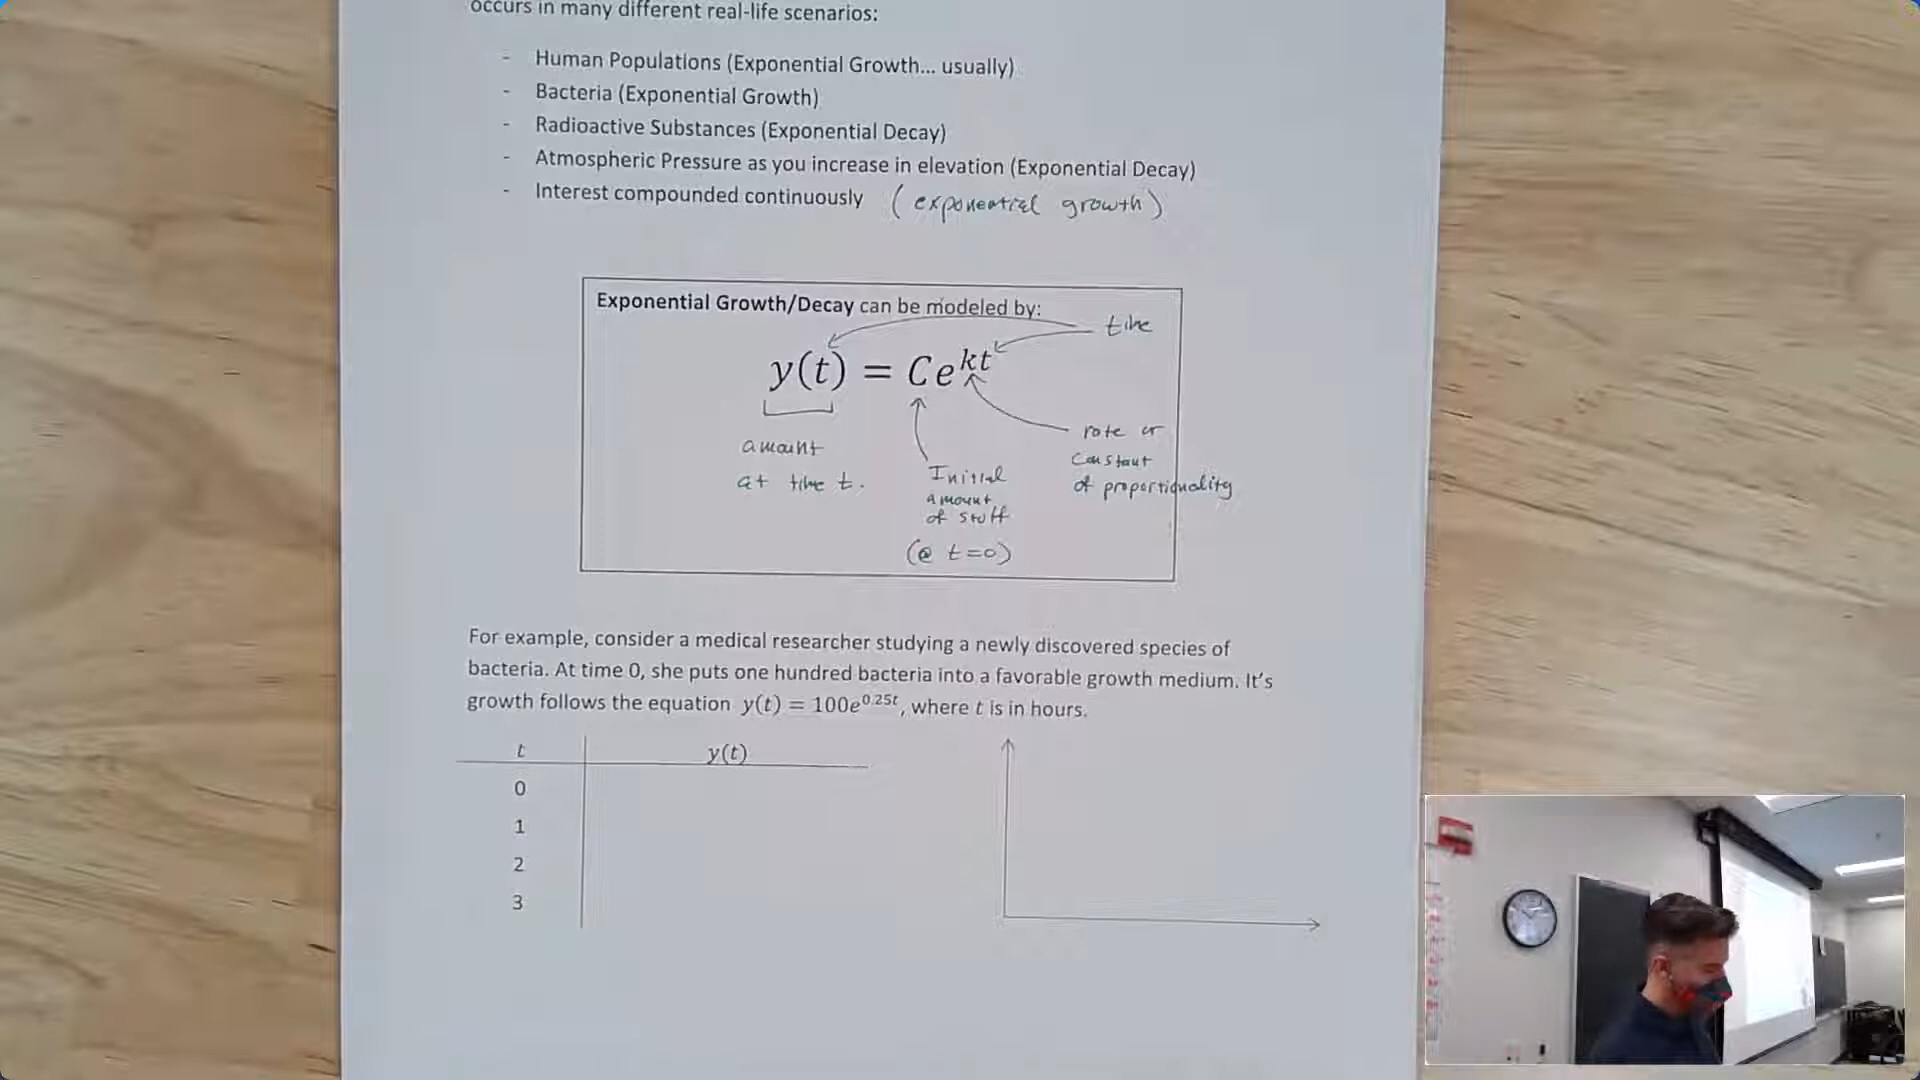 occurs in many different real-life scenarios:
- Human Populations (Exponential Growth... usually)
- Bacteria (Exponential Growth)
- Radioactive Substances (Exponential Decay)
- Atmospheric Pressure as you increase in elevation (Exponential Decay)
- Interest compounded continuously (exponential growth)
Exponential Growth/Decay can be modeled by:
time
y(t) = Ce^{kt}
amount
at time t.
Initial
amount
of stuff
(@ t=0)
rate or
constant
of proportionality
For example, consider a medical researcher studying a newly discovered species of
bacteria. At time 0, she puts one hundred bacteria into a favorable growth medium. It's
growth follows the equation y(t) = 100e^{0.25t}, where t is in hours.
t y(t)
0
1
2
3